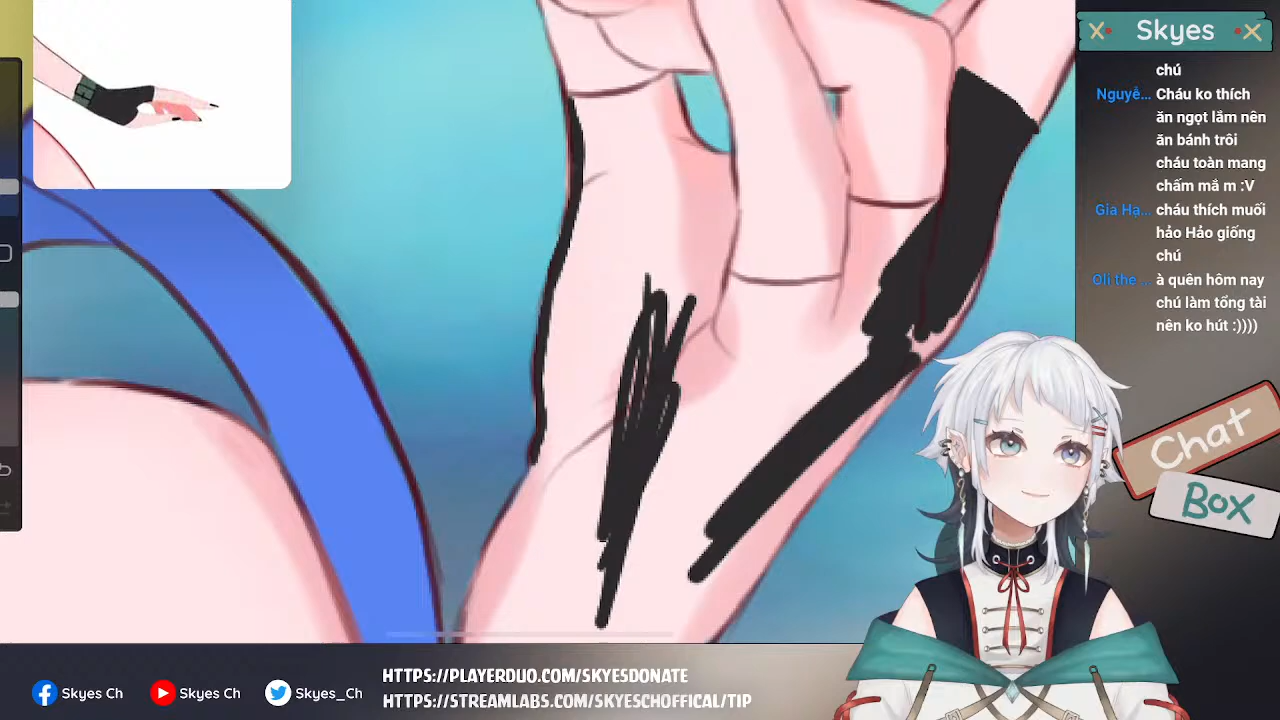 Skyes
chú
Nguyễ... Cháu ko thích
ăn ngọt lắm nên
ăn bánh trôi
cháu toàn mang
chấm mắ m :V
Gia Hạ... cháu thích muối
hảo Hảo giống
chú
Oli the ... à quên hôm nay
chú làm tổng tài
nên ko hút :))))
Chat
Box
Skyes Ch
Skyes Ch
Skyes_Ch
HTTPS://PLAYERDUO.COM/SKYESDONATE
HTTPS://STREAMLABS.COM/SKYESCHOFFICAL/TIP